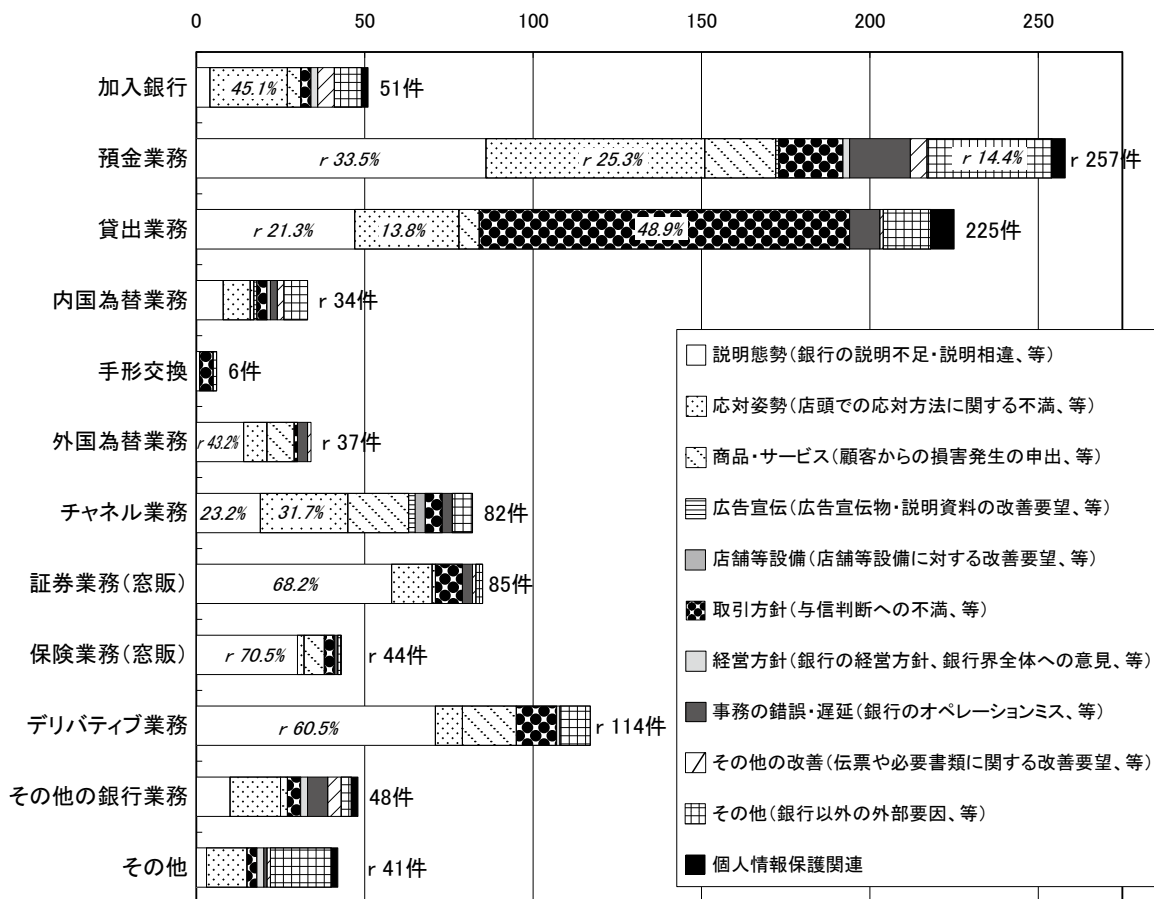 0 50 100 150 200 250
加入銀行 45.1% 51件
預金業務 r 33.5% r 25.3% r 14.4% r 257件
貸出業務 r 21.3% 13.8% 48.9% 225件
内国為替業務 r 34件
手形交換 6件
外国為替業務 r 43.2% r 37件
チャネル業務 23.2% 31.7% 82件
証券業務(窓販) 68.2% 85件
保険業務(窓販) r 70.5% r 44件
デリバティブ業務 r 60.5% r 114件
その他の銀行業務 48件
その他 r 41件
説明態勢(銀行の説明不足・説明相違、等)
応対姿勢(店頭での応対方法に関する不満、等)
商品・サービス(顧客からの損害発生の申出、等)
広告宣伝(広告宣伝物・説明資料の改善要望、等)
店舗等設備(店舗等設備に対する改善要望、等)
取引方針(与信判断への不満、等)
経営方針(銀行の経営方針、銀行界全体への意見、等)
事務の錯誤・遅延(銀行のオペレーションミス、等)
その他の改善(伝票や必要書類に関する改善要望、等)
その他(銀行以外の外部要因、等)
個人情報保護関連